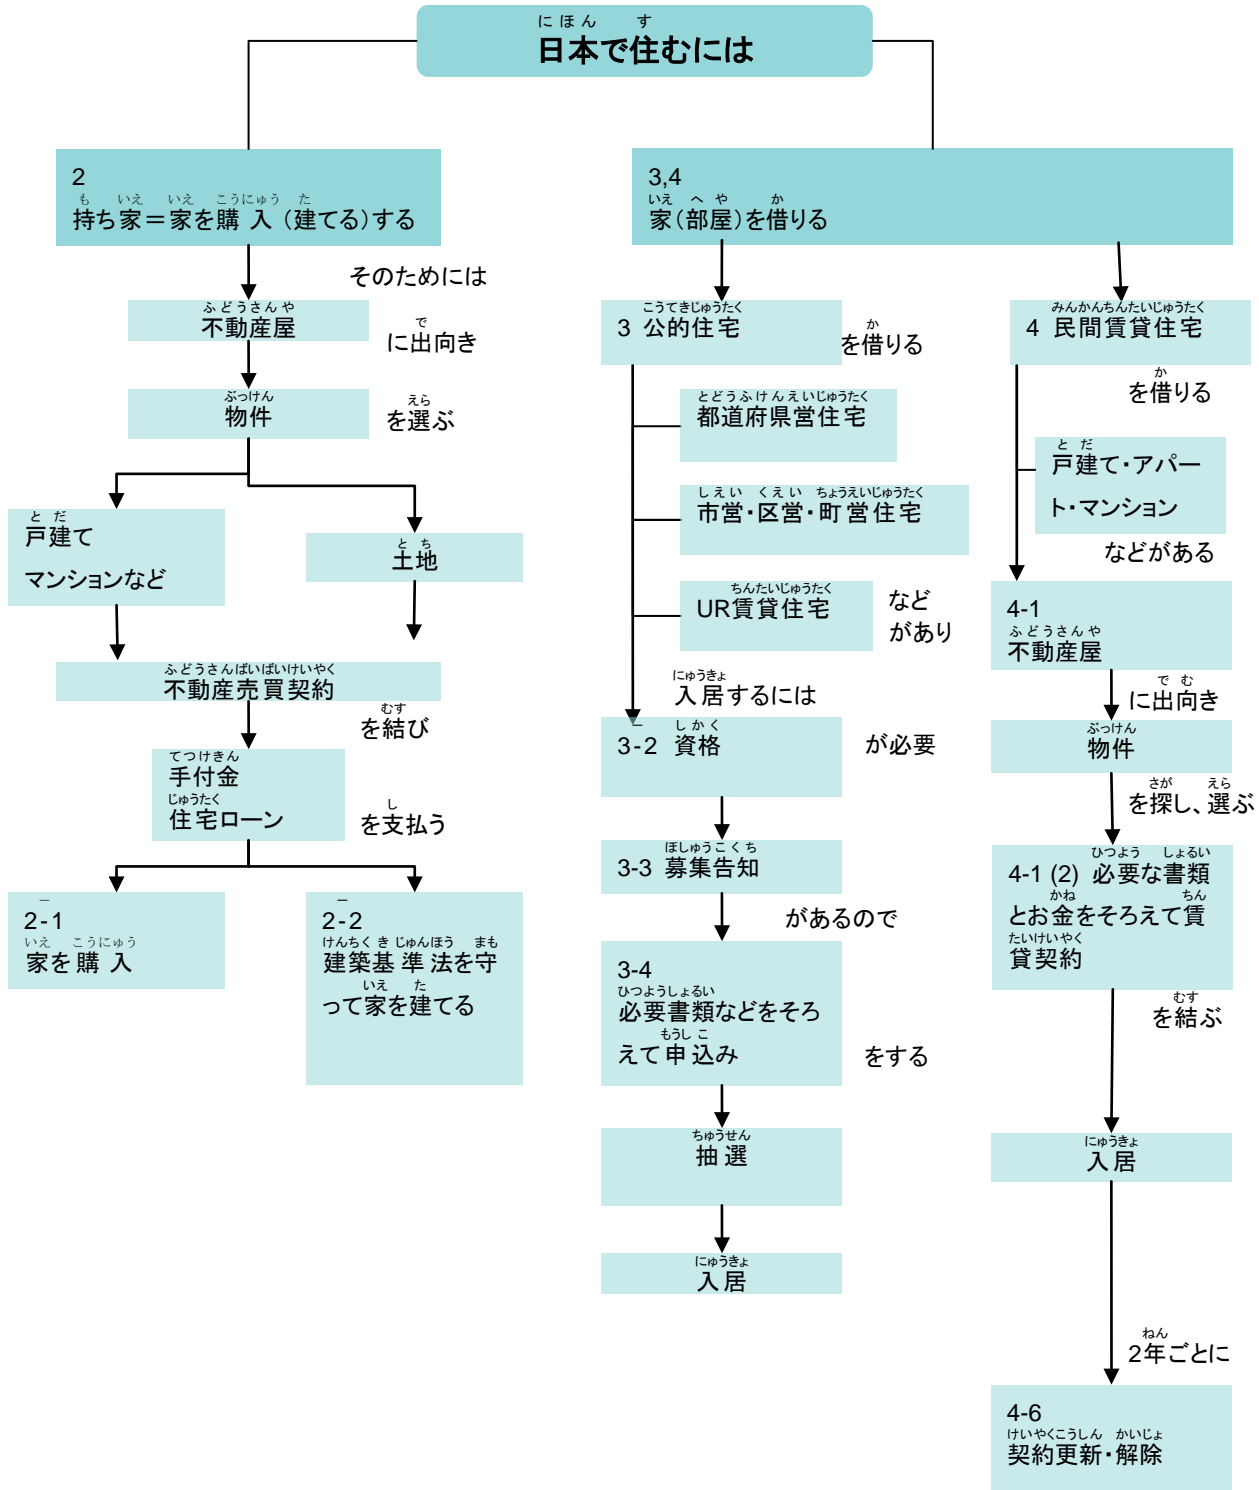 にほん す
日本で住むには
2
も いえ いえ こうにゅう た
持ち家＝家を購入（建てる）する
そのためには
ふどうさんや
不動産屋
で
に出向き
ぶっけん
物件
えら
を選ぶ
と だ
戸建て
マンションなど
と ち
土地
ふどうさんばいばいけいやく
不動産売買契約
むす
を結び
てつけきん
手付金
じゅうたく
住宅ローン
し
を支払う
2-1
いえ こうにゅう
家を購入
2-2
けんちく き じゅんほう まも
建築基準法を守
いえ た
って家を建てる
3,4
いえ へ や か
家（部屋）を借りる
こうてきじゅうたく
3 公的住宅
か
を借りる
とどうふけんえいじゅうたく
都道府県営住宅
しえい くえい ちょうえいじゅうたく
市営・区営・町営住宅
ちんたいじゅうたく
UR賃貸住宅
など
があり
にゅうきょ
入居するには
しかく
3-2 資格
が必要
ぼしゅうこくち
3-3 募集告知
があるので
3-4
ひつようしょるい
必要書類などをそろ
もうし こ
えて申込み
をする
ちゅうせん
抽選
にゅうきょ
入居
みんかんちんたいじゅうたく
4 民間賃貸住宅
か
を借りる
と だ
戸建て・アパー
ト・マンション
などがある
4-1
ふどうさんや
不動産屋
で む
に出向き
ぶっけん
物件
さが えら
を探し、選ぶ
ひつよう しょるい
4-1 (2) 必要な書類
かね ちん
とお金をそろえて賃
たいけいやく
貸契約
むす
を結ぶ
にゅうきょ
入居
ねん
2年ごとに
4-6
けいやくこうしん かいじょ
契約更新・解除